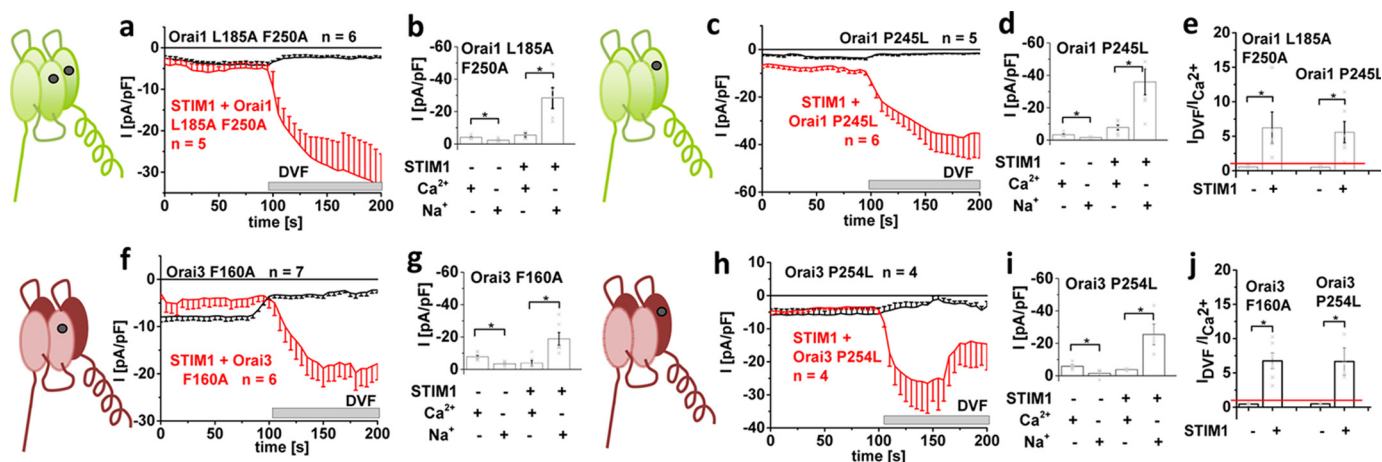 a
Orai1 L185A F250A n = 6
0
-5
-10
-15
-20
-25
-30
I [pA/pF]
STIM1 + Orai1
L185A F250A
n = 5
DVF
0 50 100 150 200
time [s]
b
-60
-40
-20
0
I [pA/pF]
Orai1 L185A
F250A
*
*
STIM1 - - + +
Ca2+ + - + -
Na+ - + - +
c
Orai1 P245L n = 5
0
-20
-40
-60
I [pA/pF]
STIM1 +
Orai1 P245L
n = 6
DVF
0 50 100 150 200
time [s]
d
-60
-40
-20
0
I [pA/pF]
Orai1 P245L
*
*
STIM1 - - + +
Ca2+ + - + -
Na+ - + - +
e
20
15
10
5
0
IDVF/ICa2+
Orai1 L185A
F250A
Orai1 P245L
*
*
STIM1 - + - +
f
Orai3 F160A n = 7
0
-10
-20
-30
I [pA/pF]
STIM1 + Orai3
F160A n = 6
DVF
0 50 100 150 200
time [s]
g
-60
-40
-20
0
I [pA/pF]
Orai3 F160A
*
*
STIM1 - - + +
Ca2+ + - + -
Na+ - + - +
h
Orai3 P254L n = 4
0
-10
-20
-30
-40
-50
I [pA/pF]
STIM1 +
Orai3 P254L
n = 4
DVF
0 50 100 150 200
time [s]
i
-60
-40
-20
0
I [pA/pF]
Orai3 P254L
*
*
STIM1 - - + +
Ca2+ + - + -
Na+ - + - +
j
20
15
10
5
0
IDVF/ICa2+
Orai3
F160A
Orai3
P254L
*
*
STIM1 - + - +